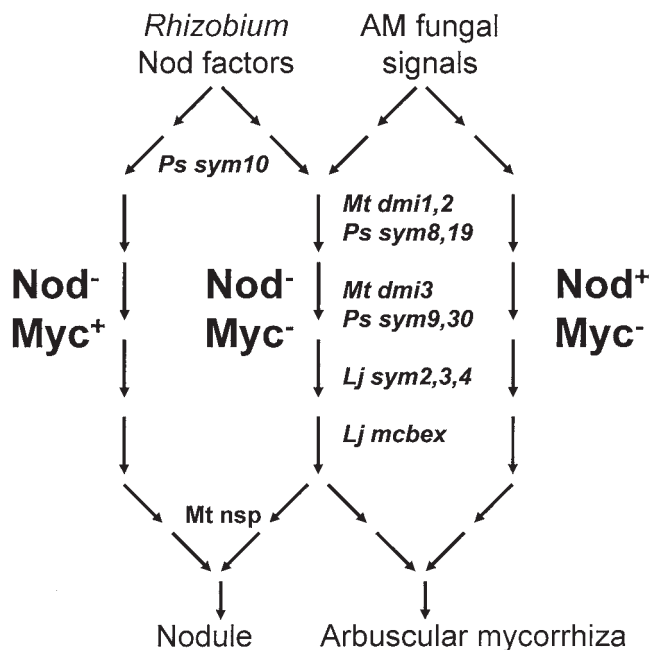 Rhizobium
Nod factors
AM fungal
signals
Ps sym10
Mt dmi1,2
Ps sym8,19
Nod⁻
Myc⁺
Nod⁻
Myc⁻
Mt dmi3
Ps sym9,30
Nod⁺
Myc⁻
Lj sym2,3,4
Lj mcbex
Mt nsp
Nodule
Arbuscular mycorrhiza